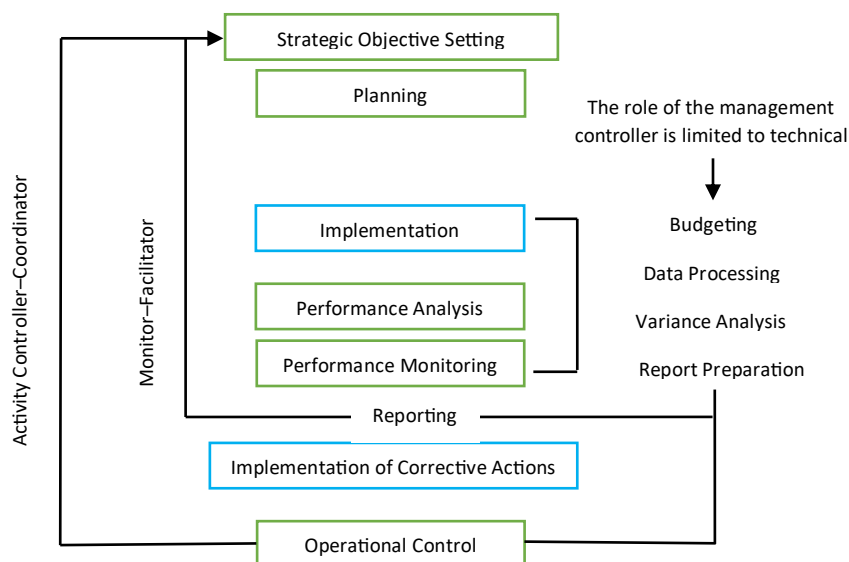 Strategic Objective Setting
Planning
The role of the management
controller is limited to technical
Activity Controller–Coordinator
Monitor–Facilitator
Implementation
Budgeting
Data Processing
Performance Analysis
Variance Analysis
Performance Monitoring
Report Preparation
Reporting
Implementation of Corrective Actions
Operational Control